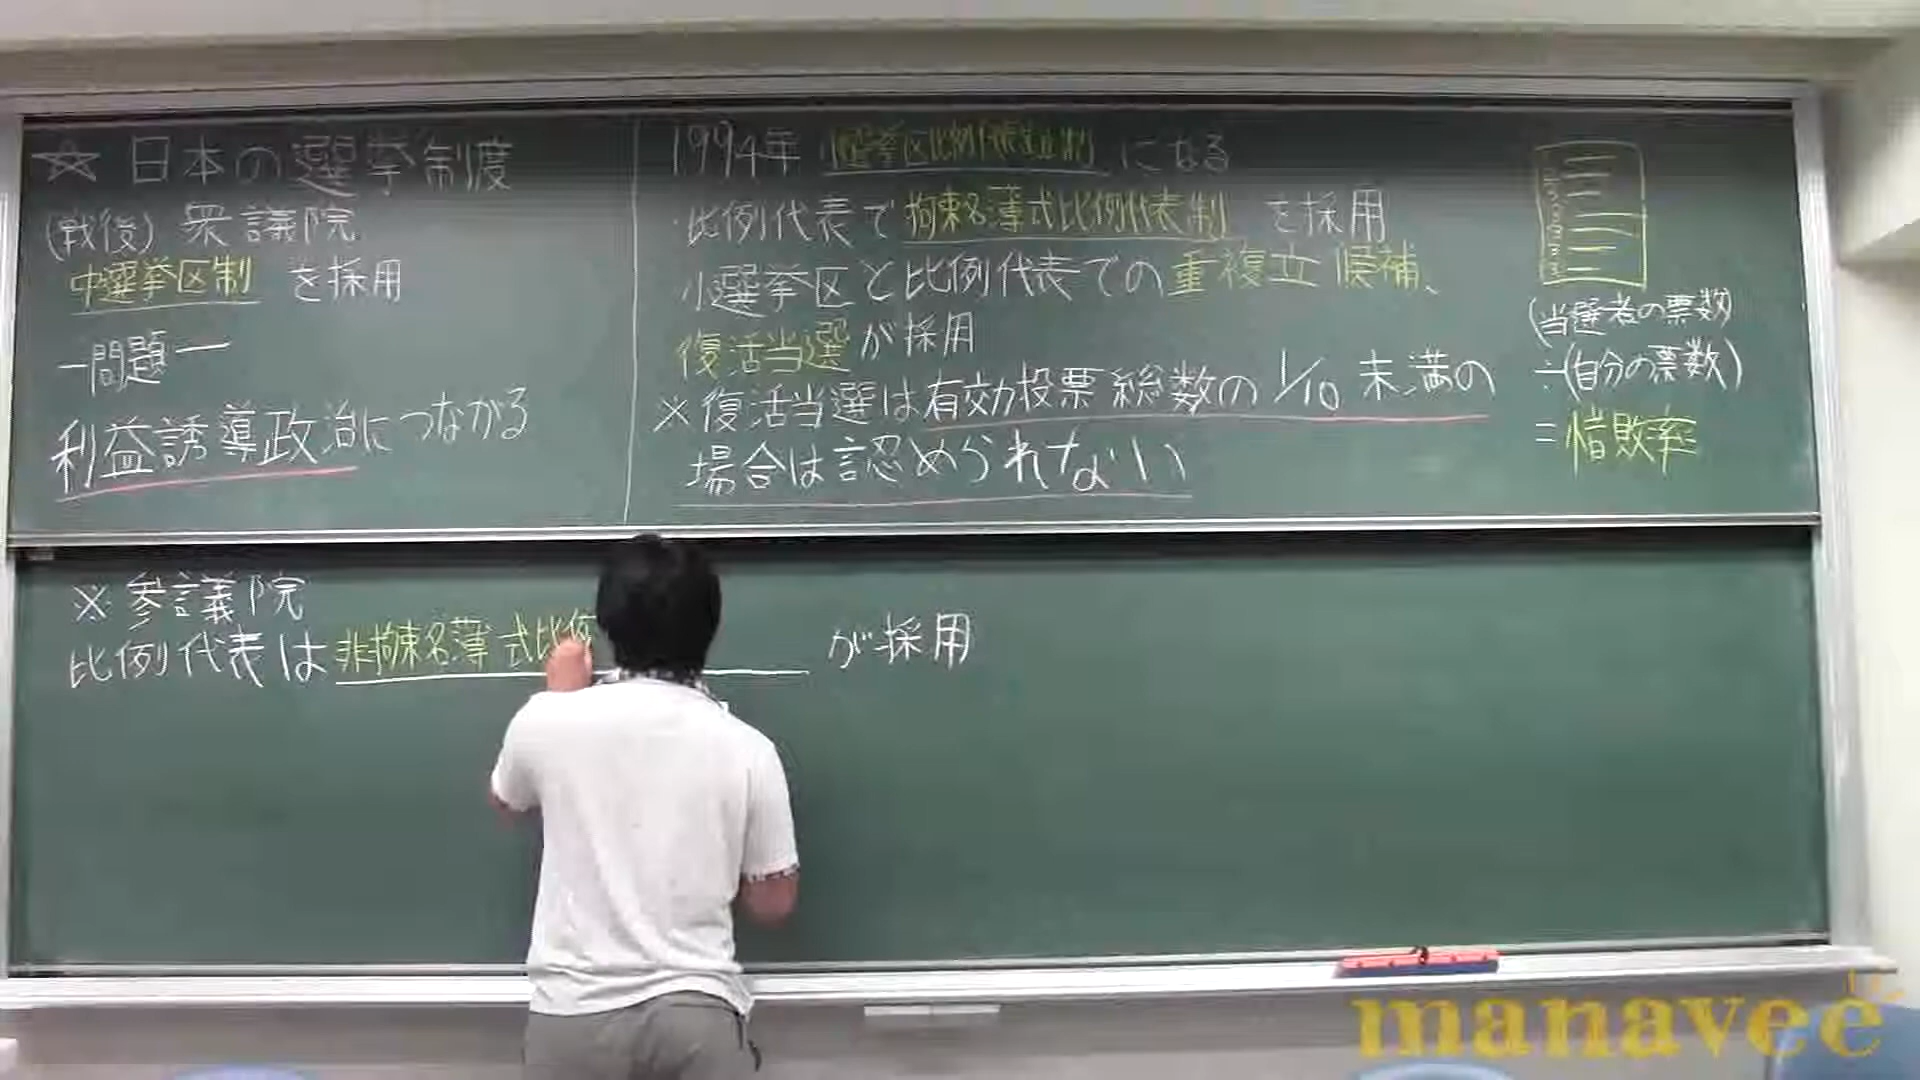 ☆ 日本の選挙制度
(戦後) 衆議院
中選挙区制 を採用
ー問題ー
利益誘導政治につながる
1994年 小選挙区比例代表並立制 になる
・比例代表で拘束名簿式比例代表制 を採用
小選挙区と比例代表での重複立候補、
復活当選が採用
※復活当選は有効投票総数の1/10未満の
場合は認められない
(当選者の票数)
÷(自分の票数)
=惜敗率
※参議院
比例代表は非拘束名簿式比例 が採用
manavee